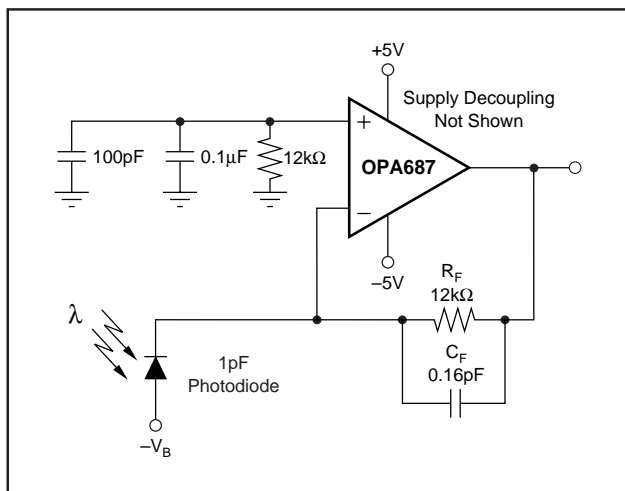 +5V
Supply Decoupling
Not Shown
+
100pF
0.1µF
12kΩ
OPA687
−
−5V
R_F
12kΩ
λ
C_F
0.16pF
1pF
Photodiode
−V_B